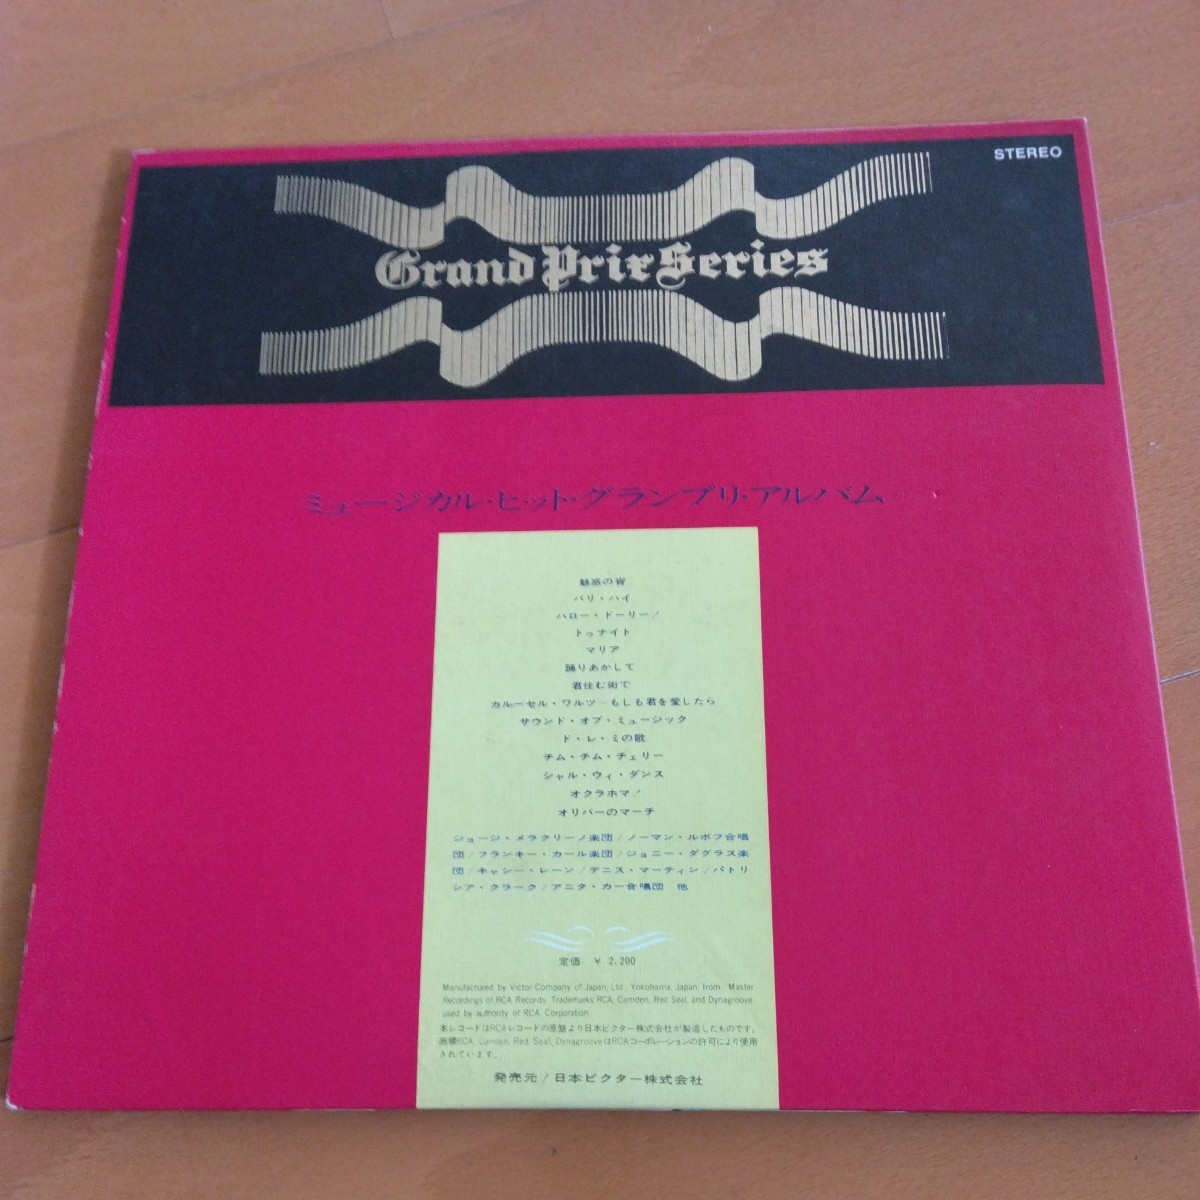 STEREO
Grand Prix Series
ミュージカル・ヒット・グランプリ・アルバム
魅惑の宵
バリ・ハイ
ハロー・ドーリー!
トゥナイト
マリア
踊りあかして
君住む街で
カルーセル・ワルツ〜もしも君を愛したら
サウンド・オブ・ミュージック
ド・レ・ミの歌
チム・チム・チェリー
シャル・ウィ・ダンス
オクラホマ!
オリバーのマーチ
ジョージ・メラクリーノ楽団/ノーマン・ルボフ合唱
団/フランキー・カール楽団/ジョニー・ダグラス楽
団/キャシー・レーン/デニス・マーティン/パトリ
シア・クラーク/アニタ・カー合唱団 他
定価 ¥ 2,200
Manufactured by Victor Company of Japan, Ltd., Yokohama, Japan from Master
Recordings of RCA Records. Trademarks RCA, Camden, Red Seal, and Dynagroove
used by authority of RCA Corporation.
本レコードはRCAレコードの原盤より日本ビクター株式会社が製造したものです。
商標RCA, Camden, Red Seal, DynagrooveはRCAコーポレーションの許可により使用
されています。
発売元/日本ビクター株式会社